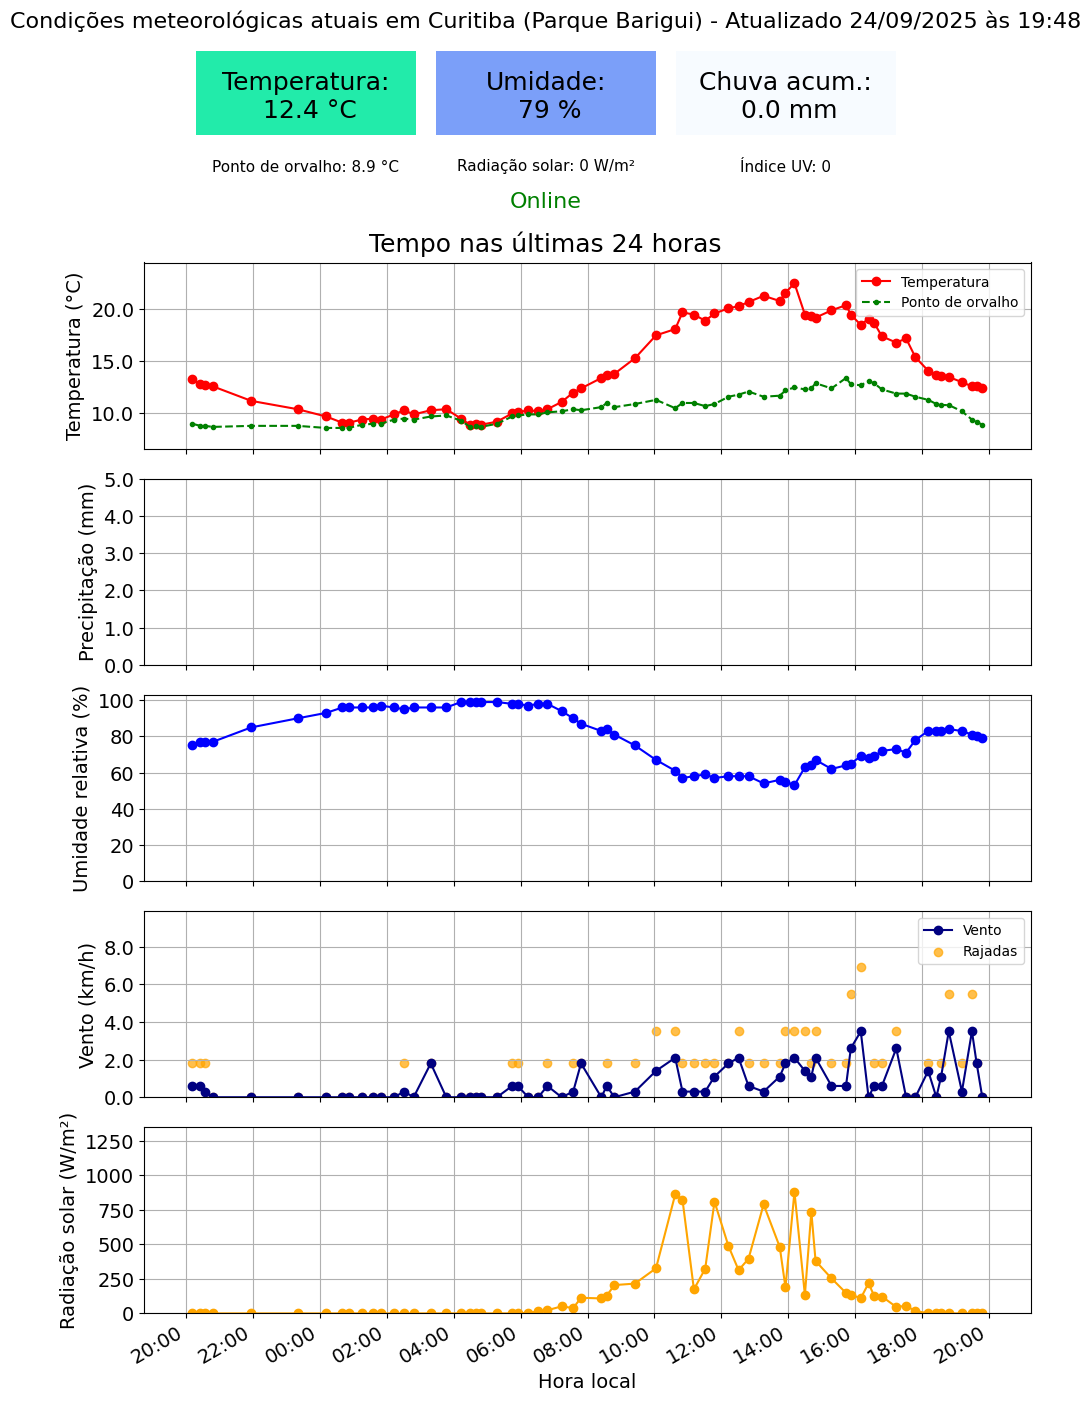 Condições meteorológicas atuais em Curitiba (Parque Barigui) - Atualizado 24/09/2025 às 19:48
Temperatura:
12.4 °C
Umidade:
79 %
Chuva acum.:
0.0 mm
Ponto de orvalho: 8.9 °C
Radiação solar: 0 W/m²
Índice UV: 0
Online
Tempo nas últimas 24 horas
Temperatura (°C)
20.0
15.0
10.0
Temperatura
Ponto de orvalho
Precipitação (mm)
5.0
4.0
3.0
2.0
1.0
0.0
Umidade relativa (%)
100
80
60
40
20
0
Vento (km/h)
8.0
6.0
4.0
2.0
0.0
Vento
Rajadas
Radiação solar (W/m²)
1250
1000
750
500
250
0
20:00
22:00
00:00
02:00
04:00
06:00
08:00
10:00
12:00
14:00
16:00
18:00
20:00
Hora local